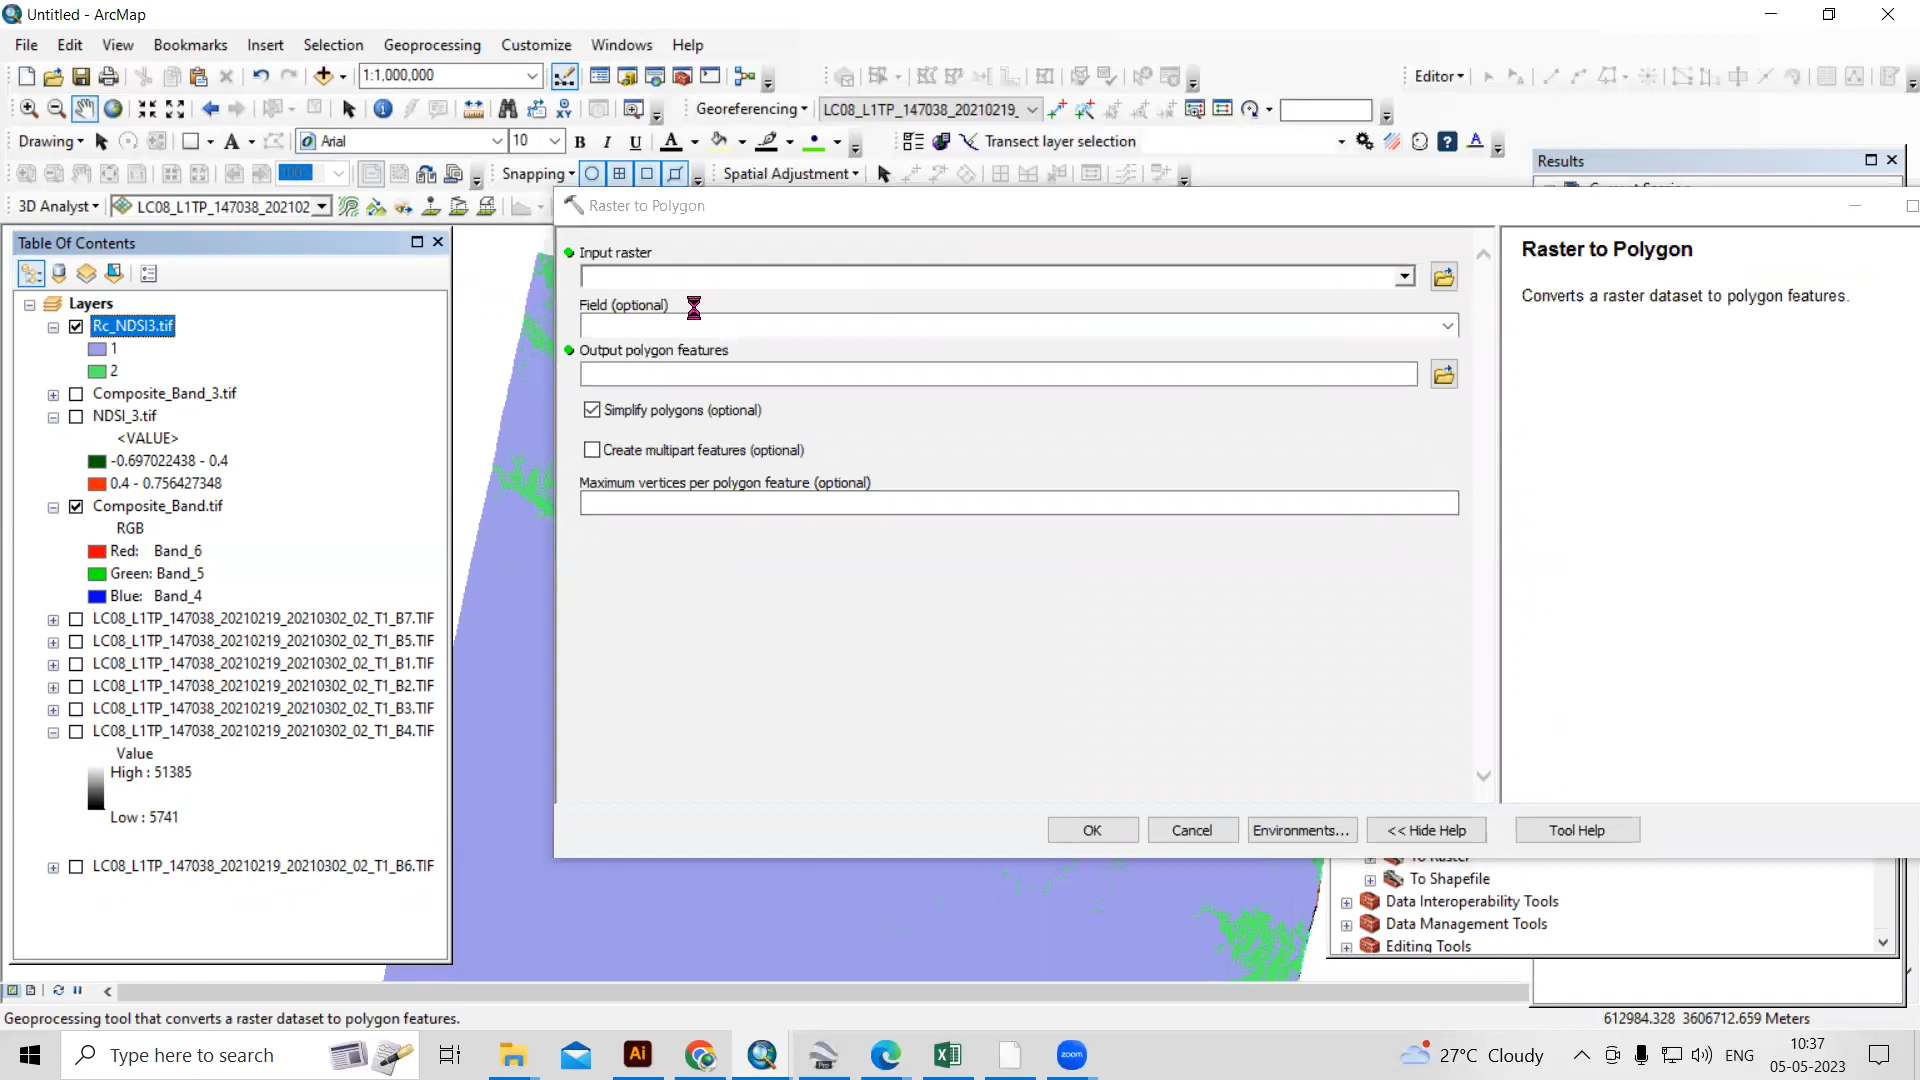 Untitled - ArcMap
File Edit View Bookmarks Insert Selection Geoprocessing Customize Windows Help
1:1,000,000
Editor
Georeferencing LC08_L1TP_147038_20210219_
Drawing A Arial 10 B I U A Transect layer selection
100%
Snapping Spatial Adjustment
Results
3D Analyst LC08_L1TP_147038_202102
Raster to Polygon
Table Of Contents
Layers
Rc_NDSI3.tif
1
2
Composite_Band_3.tif
NDSI_3.tif
<VALUE>
-0.697022438 - 0.4
0.4 - 0.756427348
Composite_Band.tif
RGB
Red: Band_6
Green: Band_5
Blue: Band_4
LC08_L1TP_147038_20210219_20210302_02_T1_B7.TIF
LC08_L1TP_147038_20210219_20210302_02_T1_B5.TIF
LC08_L1TP_147038_20210219_20210302_02_T1_B1.TIF
LC08_L1TP_147038_20210219_20210302_02_T1_B2.TIF
LC08_L1TP_147038_20210219_20210302_02_T1_B3.TIF
LC08_L1TP_147038_20210219_20210302_02_T1_B4.TIF
Value
High : 51385
Low : 5741
LC08_L1TP_147038_20210219_20210302_02_T1_B6.TIF
Input raster
Field (optional)
Output polygon features
Simplify polygons (optional)
Create multipart features (optional)
Maximum vertices per polygon feature (optional)
OK Cancel Environments... << Hide Help Tool Help
Raster to Polygon
Converts a raster dataset to polygon features.
To Raster
To Shapefile
Data Interoperability Tools
Data Management Tools
Editing Tools
Geoprocessing tool that converts a raster dataset to polygon features.
612984.328 3606712.659 Meters
Type here to search
Ai
Pro
zoom
27°C Cloudy
ENG
10:37
05-05-2023